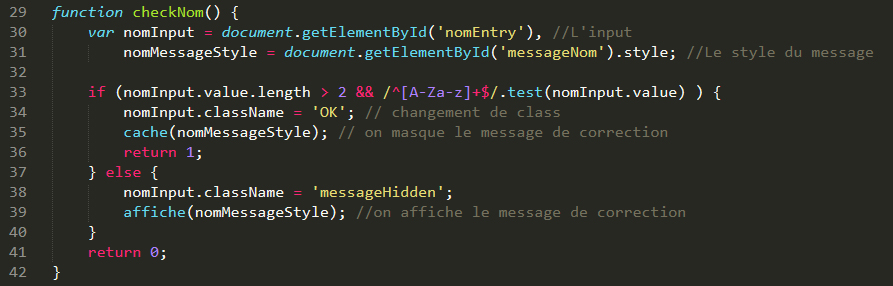 29 function checkNom() {
30     var nomInput = document.getElementById('nomEntry'), //L'input
31         nomMessageStyle = document.getElementById('messageNom').style; //Le style du message
32
33     if (nomInput.value.length > 2 && /^[A-Za-z]+$/.test(nomInput.value) ) {
34         nomInput.className = 'OK'; // changement de class
35         cache(nomMessageStyle); // on masque le message de correction
36         return 1;
37     } else {
38         nomInput.className = 'messageHidden';
39         affiche(nomMessageStyle); //on affiche le message de correction
40     }
41     return 0;
42 }